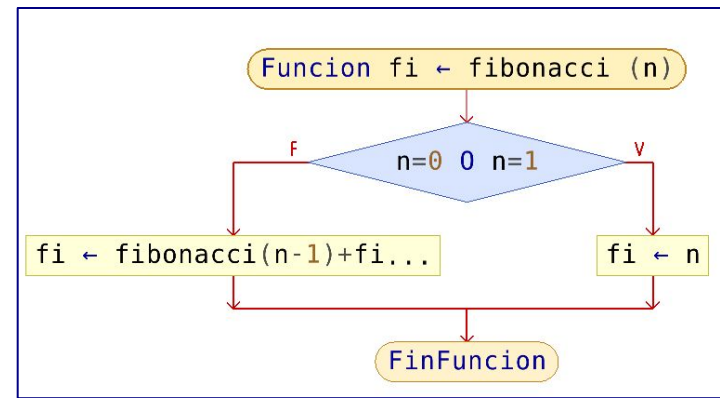 Funcion fi ← fibonacci (n)
F
V
n=0 O n=1
fi ← fibonacci(n-1)+fi...
fi ← n
FinFuncion